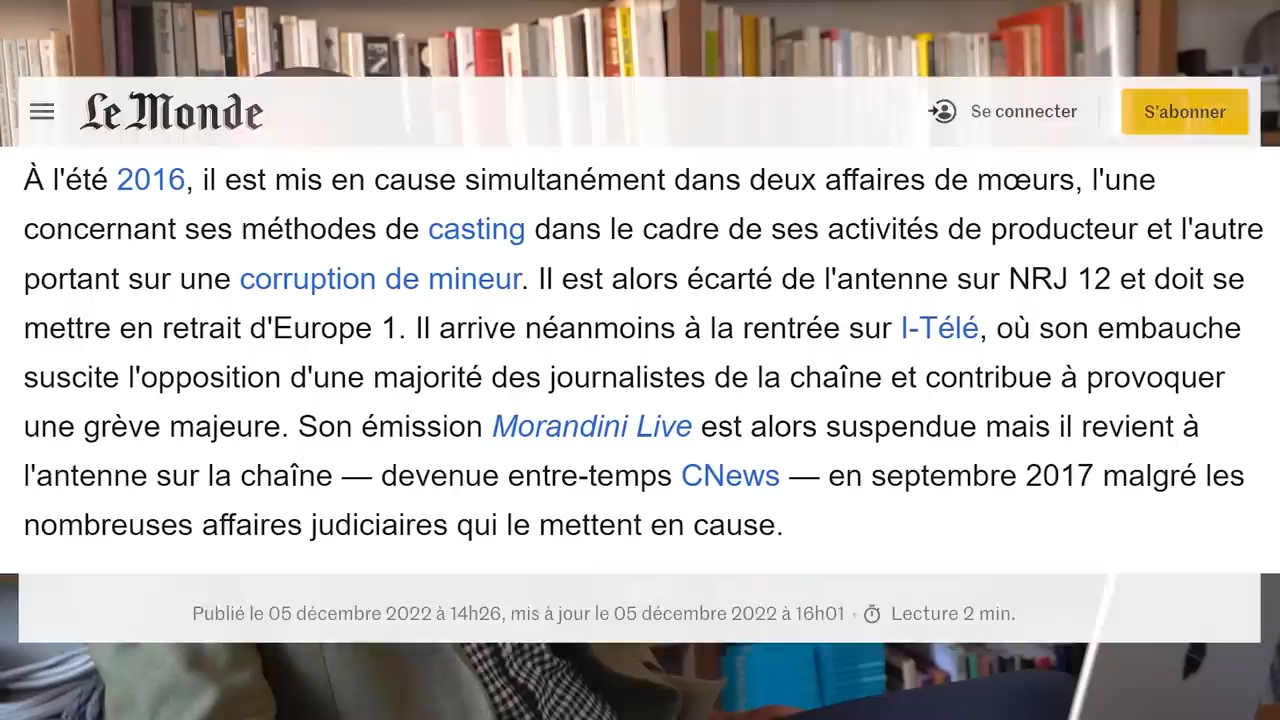 Le Monde
Se connecter
S'abonner
À l'été 2016, il est mis en cause simultanément dans deux affaires de mœurs, l'une
concernant ses méthodes de casting dans le cadre de ses activités de producteur et l'autre
portant sur une corruption de mineur. Il est alors écarté de l'antenne sur NRJ 12 et doit se
mettre en retrait d'Europe 1. Il arrive néanmoins à la rentrée sur I-Télé, où son embauche
suscite l'opposition d'une majorité des journalistes de la chaîne et contribue à provoquer
une grève majeure. Son émission Morandini Live est alors suspendue mais il revient à
l'antenne sur la chaîne — devenue entre-temps CNews — en septembre 2017 malgré les
nombreuses affaires judiciaires qui le mettent en cause.
Publié le 05 décembre 2022 à 14h26, mis à jour le 05 décembre 2022 à 16h01 · Lecture 2 min.